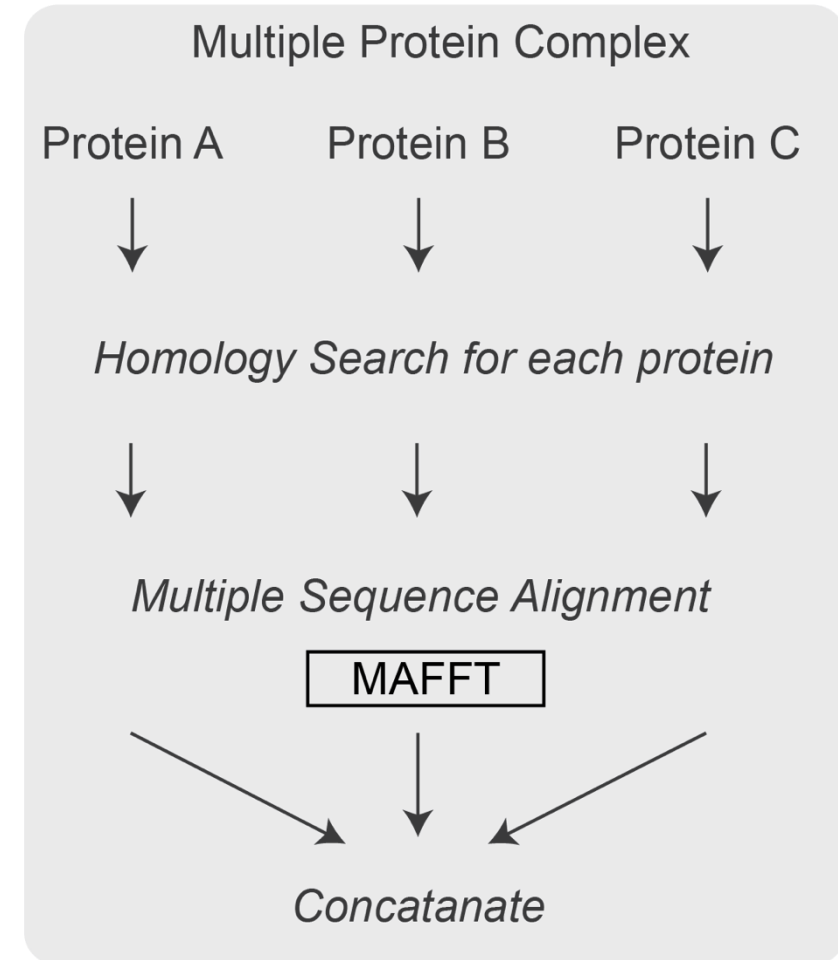 Multiple Protein Complex
Protein A Protein B Protein C
Homology Search for each protein
Multiple Sequence Alignment
MAFFT
Concatanate